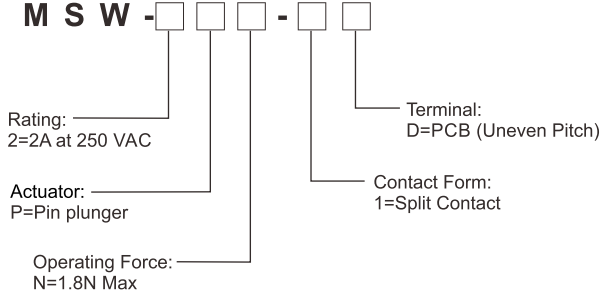 MSW-□□□-□□
Rating:
2=2A at 250 VAC
Actuator:
P=Pin plunger
Operating Force:
N=1.8N Max
Terminal:
D=PCB (Uneven Pitch)
Contact Form:
1=Split Contact